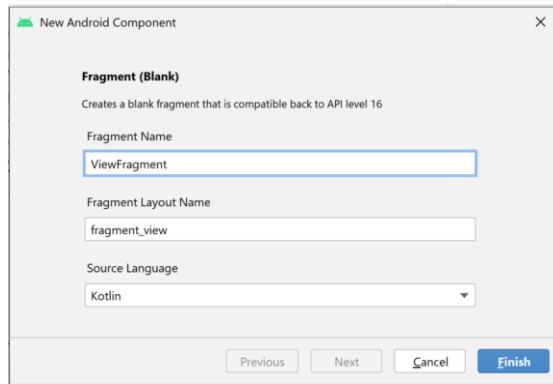 New Android Component
Fragment (Blank)
Creates a blank fragment that is compatible back to API level 16
Fragment Name
ViewFragment
Fragment Layout Name
fragment_view
Source Language
Kotlin
Previous Next Cancel Finish